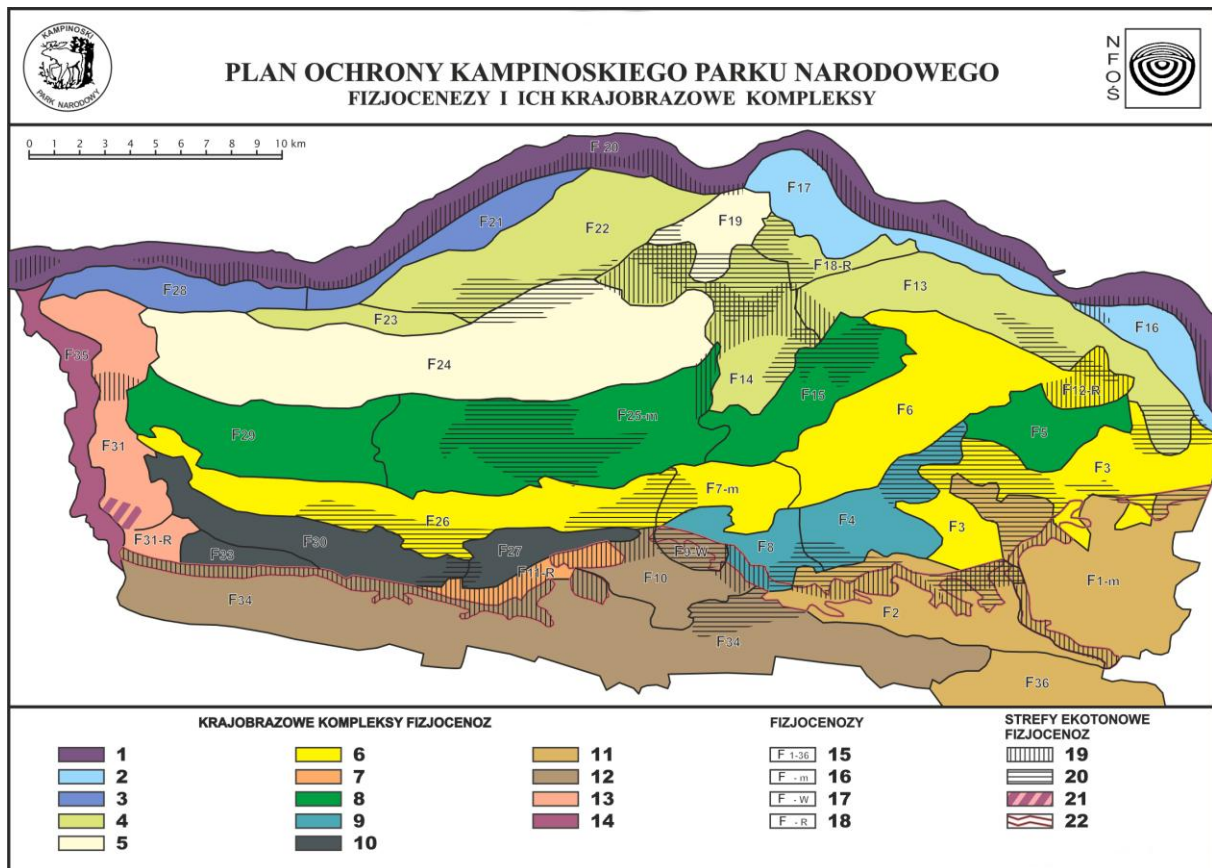 KAMPINOSKI
PARK NARODOWY
PLAN OCHRONY KAMPINOSKIEGO PARKU NARODOWEGO
FIZJOCENEZY I ICH KRAJOBRAZOWE KOMPLEKSY
NFOŚ
0 1 2 3 4 5 6 7 8 9 10 km
F 20
F17
F21
F22
F19
F18-R
F28
F13
F23
F16
F35
F24
F14
F12-R
F15
F25-m
F6
F29
F5
F31
F3
F7-m
F26
F4
F3
F31-R
F33
F30
F27
F8
F9-W
F11-R
F10
F1-m
F34
F2
F34
F36
KRAJOBRAZOWE KOMPLEKSY FIZJOCENOZ
1
2
3
4
5
6
7
8
9
10
11
12
13
14
FIZJOCENOZY
F 1-36 15
F - m 16
F - W 17
F - R 18
STREFY EKOTONOWE
FIZJOCENOZ
19
20
21
22